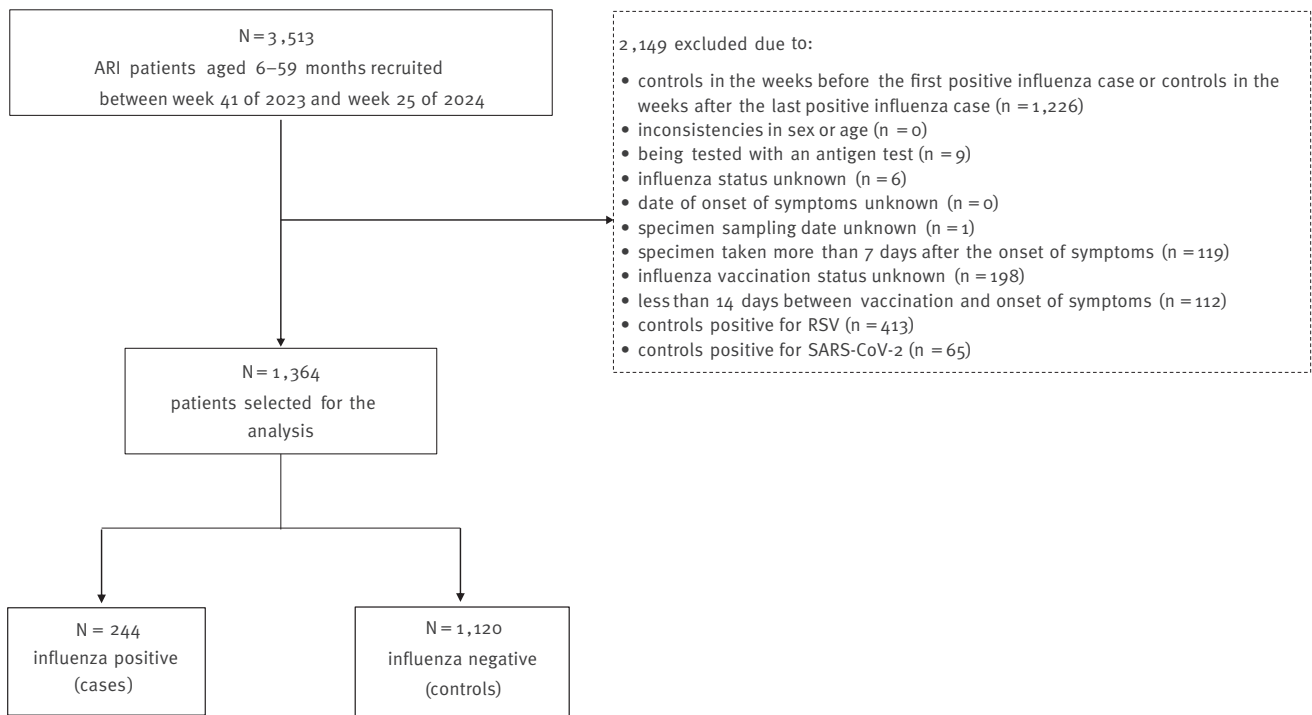 N = 3,513
ARI patients aged 6–59 months recruited
between week 41 of 2023 and week 25 of 2024
2,149 excluded due to:
• controls in the weeks before the first positive influenza case or controls in the
weeks after the last positive influenza case (n = 1,226)
• inconsistencies in sex or age (n = 0)
• being tested with an antigen test (n = 9)
• influenza status unknown (n = 6)
• date of onset of symptoms unknown (n = 0)
• specimen sampling date unknown (n = 1)
• specimen taken more than 7 days after the onset of symptoms (n = 119)
• influenza vaccination status unknown (n = 198)
• less than 14 days between vaccination and onset of symptoms (n = 112)
• controls positive for RSV (n = 413)
• controls positive for SARS-CoV-2 (n = 65)
N = 1,364
patients selected for the
analysis
N = 244
influenza positive
(cases)
N = 1,120
influenza negative
(controls)